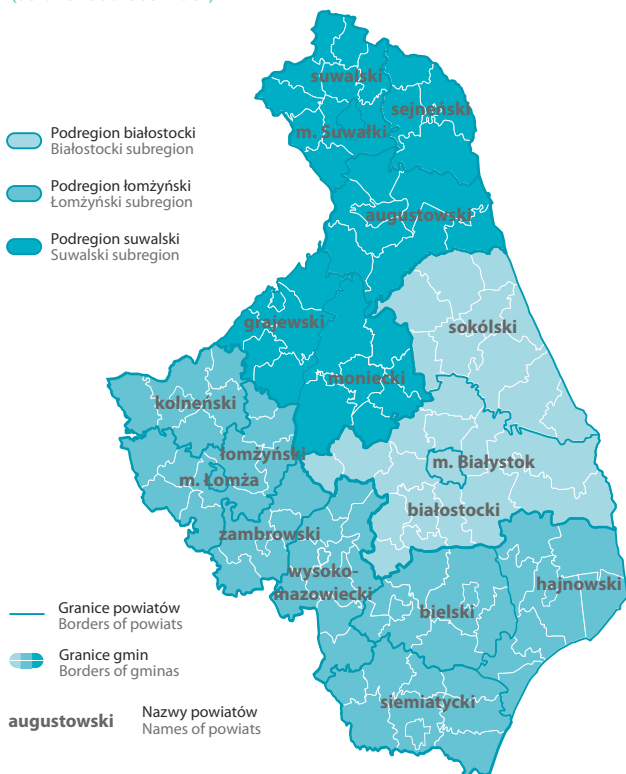 suwalski
sejneński
m. Suwałki
Podregion białostocki
Białostocki subregion
Podregion łomżyński
Łomżyński subregion
Podregion suwalski
Suwalski subregion
augustowski
grajewski
sokólski
moniecki
kolneński
łomżyński
m. Łomża
m. Białystok
białostocki
zambrowski
wysoko-
mazowiecki
hajnowski
bielski
siemiatycki
Granice powiatów
Borders of powiats
Granice gmin
Borders of gminas
augustowski
Nazwy powiatów
Names of powiats